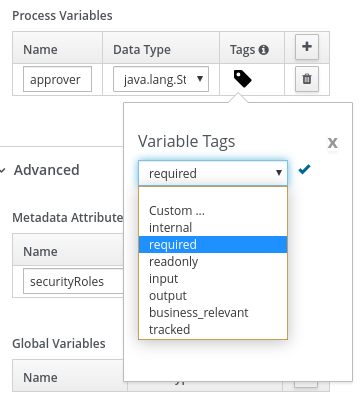 Process Variables
Name Data Type Tags
approver java.lang.St
Variable Tags x
required
Custom ...
internal
required
readonly
input
output
business_relevant
tracked
Advanced
Metadata Attribute
Name
securityRoles
Global Variables
Name